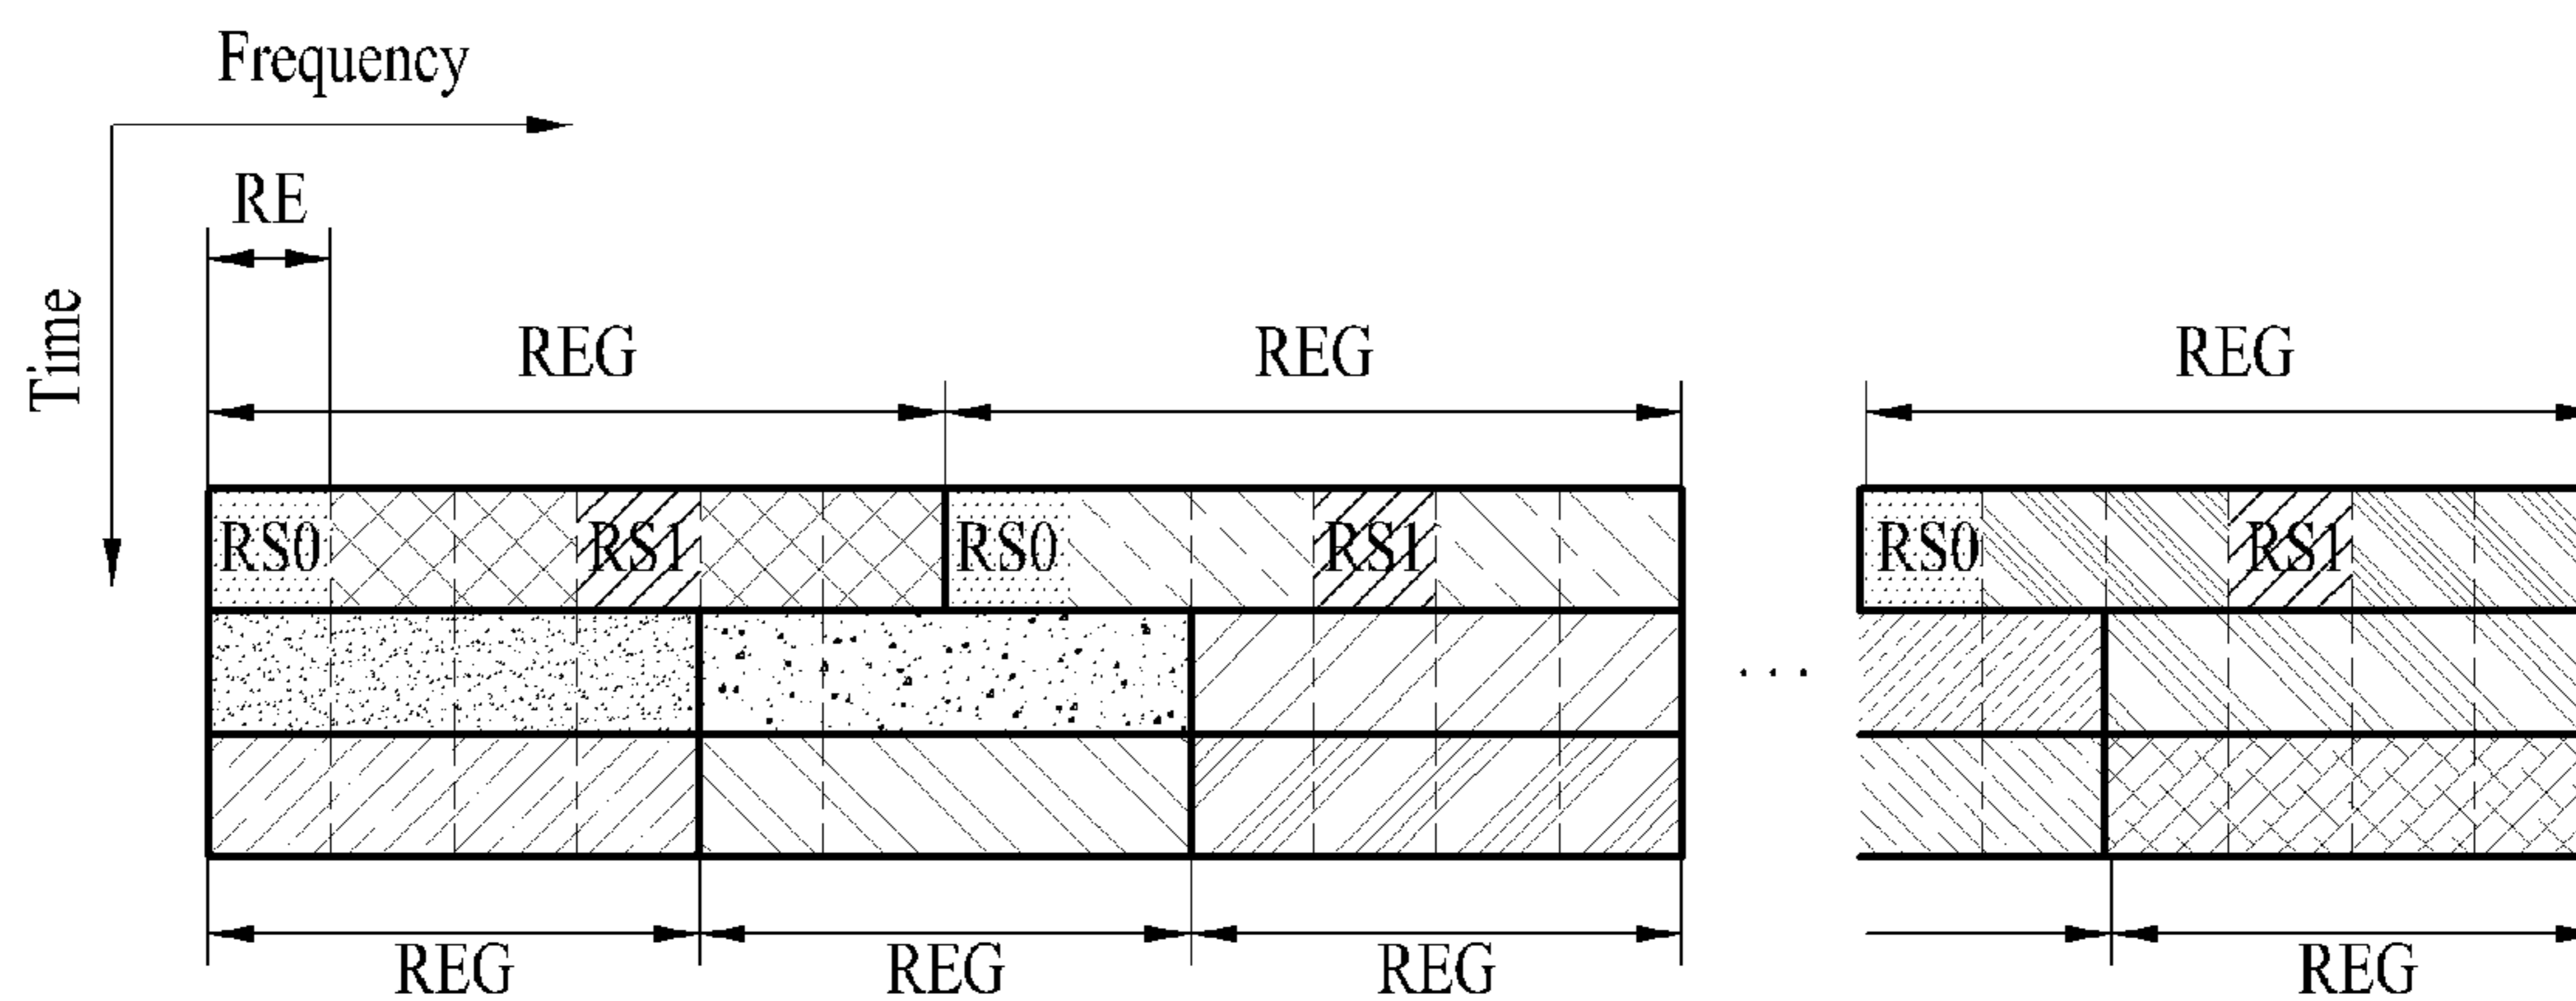 Frequency
RE
Time
REG REG REG
RS0 RS1 RS0 RS1 RS0 RS1
. . .
REG REG REG REG